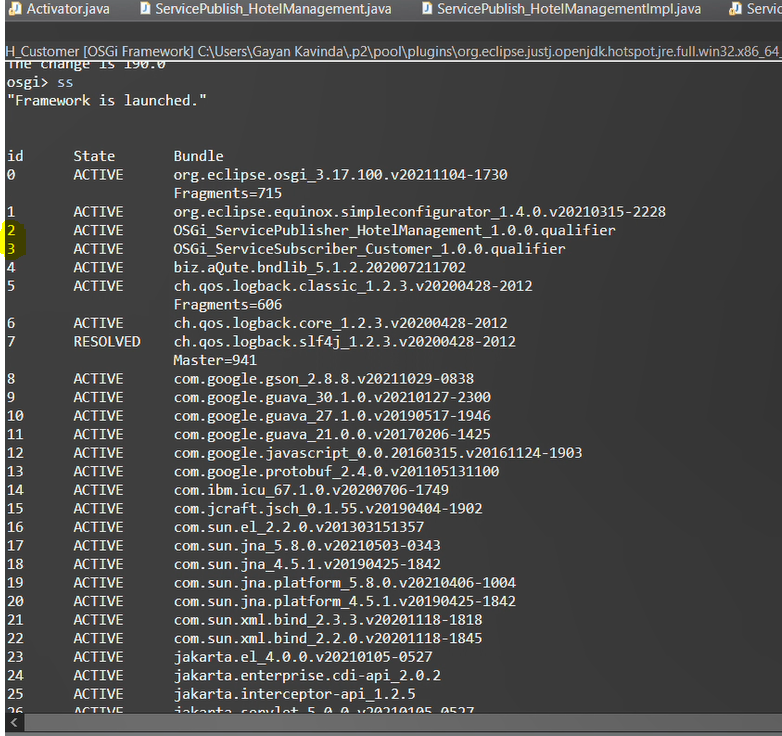 Activator.java ServicePublish_HotelManagement.java ServicePublish_HotelManagementImpl.java Servic
H_Customer [OSGi Framework] C:\Users\Gayan Kavinda\.p2\pool\plugins\org.eclipse.justj.openjdk.hotspot.jre.full.win32.x86_64_
The change is 190.0
osgi> ss
"Framework is launched."
id State Bundle
0 ACTIVE org.eclipse.osgi_3.17.100.v20211104-1730
Fragments=715
1 ACTIVE org.eclipse.equinox.simpleconfigurator_1.4.0.v20210315-2228
2 ACTIVE OSGi_ServicePublisher_HotelManagement_1.0.0.qualifier
3 ACTIVE OSGi_ServiceSubscriber_Customer_1.0.0.qualifier
4 ACTIVE biz.aQute.bndlib_5.1.2.202007211702
5 ACTIVE ch.qos.logback.classic_1.2.3.v20200428-2012
Fragments=606
6 ACTIVE ch.qos.logback.core_1.2.3.v20200428-2012
7 RESOLVED ch.qos.logback.slf4j_1.2.3.v20200428-2012
Master=941
8 ACTIVE com.google.gson_2.8.8.v20211029-0838
9 ACTIVE com.google.guava_30.1.0.v20210127-2300
10 ACTIVE com.google.guava_27.1.0.v20190517-1946
11 ACTIVE com.google.guava_21.0.0.v20170206-1425
12 ACTIVE com.google.javascript_0.0.20160315.v20161124-1903
13 ACTIVE com.google.protobuf_2.4.0.v201105131100
14 ACTIVE com.ibm.icu_67.1.0.v20200706-1749
15 ACTIVE com.jcraft.jsch_0.1.55.v20190404-1902
16 ACTIVE com.sun.el_2.2.0.v201303151357
17 ACTIVE com.sun.jna_5.8.0.v20210503-0343
18 ACTIVE com.sun.jna_4.5.1.v20190425-1842
19 ACTIVE com.sun.jna.platform_5.8.0.v20210406-1004
20 ACTIVE com.sun.jna.platform_4.5.1.v20190425-1842
21 ACTIVE com.sun.xml.bind_2.3.3.v20201118-1818
22 ACTIVE com.sun.xml.bind_2.2.0.v20201118-1845
23 ACTIVE jakarta.el_4.0.0.v20210105-0527
24 ACTIVE jakarta.enterprise.cdi-api_2.0.2
25 ACTIVE jakarta.interceptor-api_1.2.5
26 ACTIVE jakarta.servlet_5.0.0.v20210105-0527